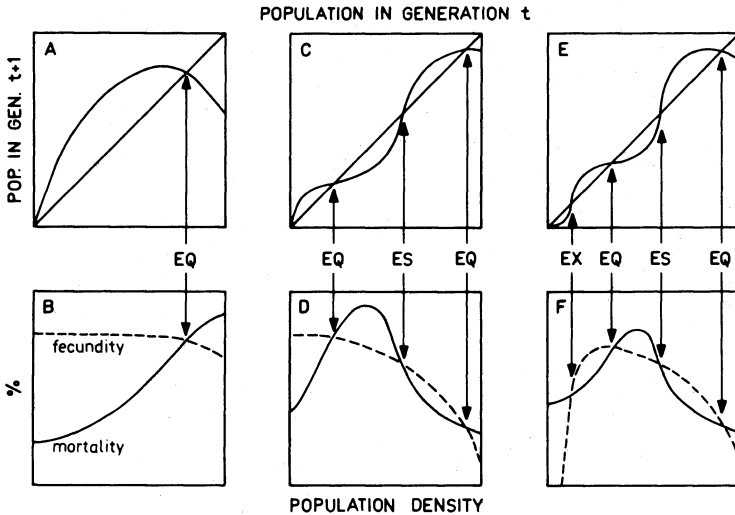 POPULATION IN GENERATION t
POP. IN GEN. t+1
A
C
E
EQ
EQ
ES
EQ
EX
EQ
ES
EQ
%
B
fecundity
mortality
D
F
POPULATION DENSITY